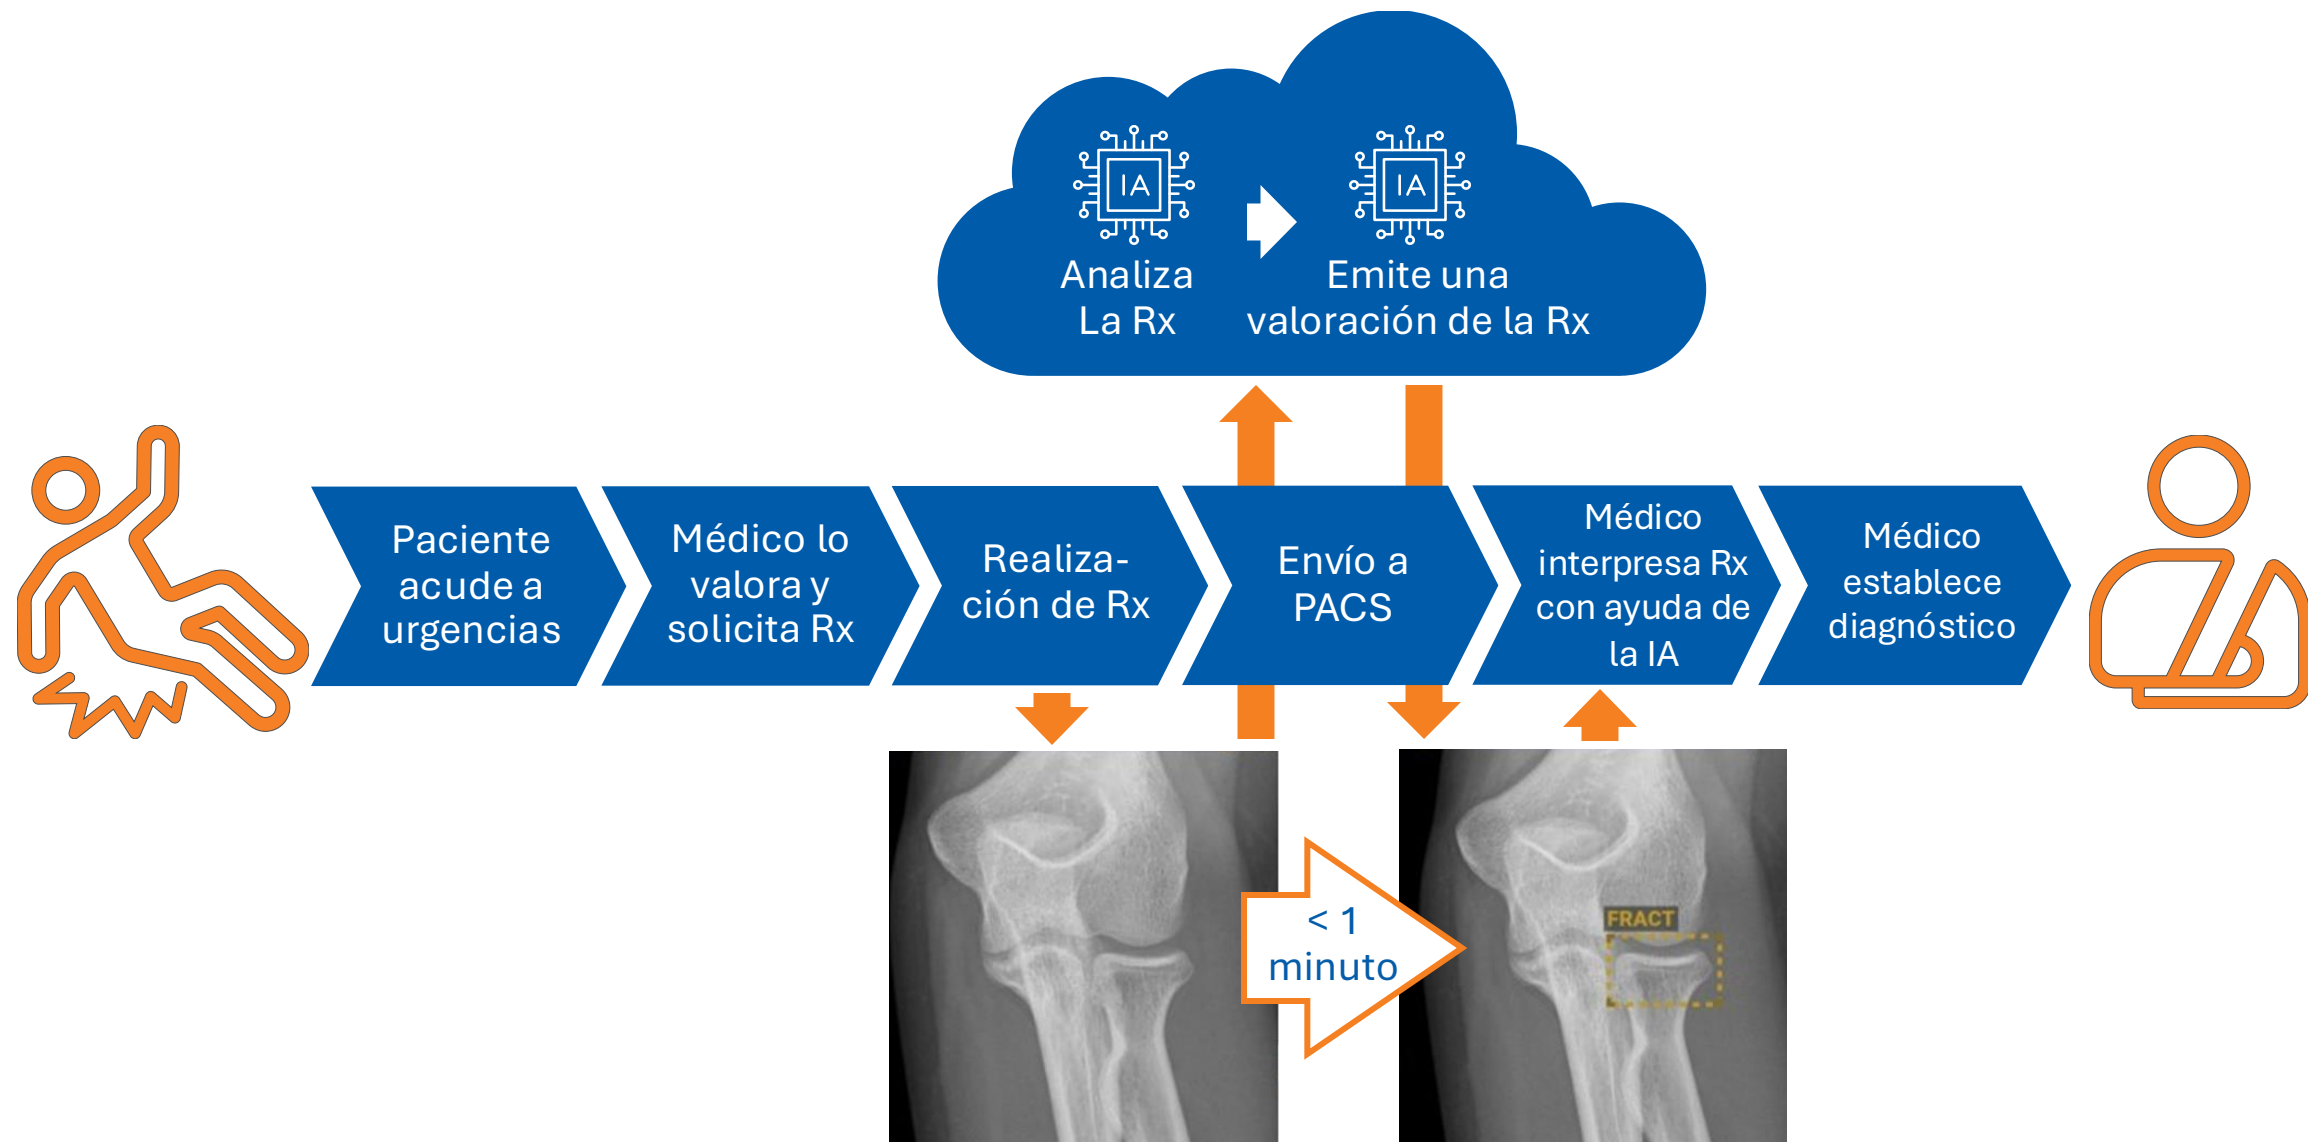 IA
Analiza
La Rx
IA
Emite una
valoración de la Rx
Paciente
acude a
urgencias
Médico lo
valora y
solicita Rx
Realiza-
ción de Rx
Envío a
PACS
Médico
interpresa Rx
con ayuda de
la IA
Médico
establece
diagnóstico
< 1
minuto
FRACT